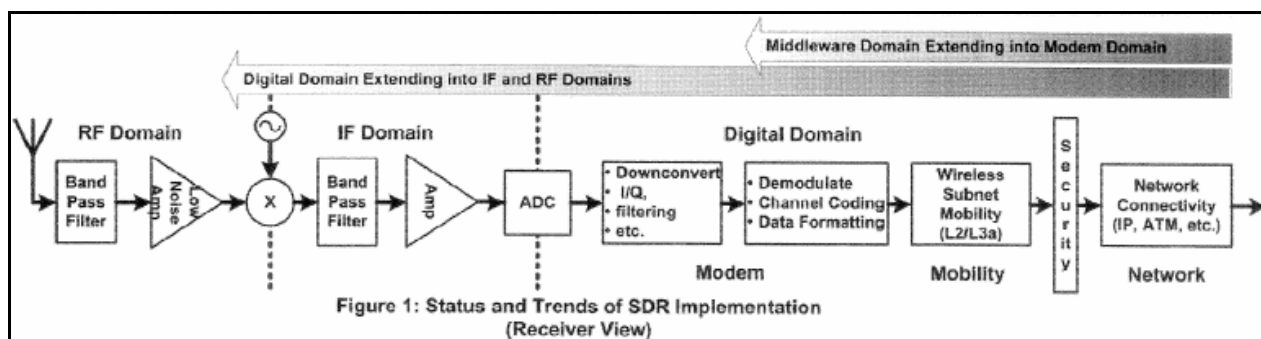 Middleware Domain Extending into Modem Domain
Digital Domain Extending into IF and RF Domains
RF Domain
IF Domain
Digital Domain
Band
Pass
Filter
Low
Noise
Amp
X
Band
Pass
Filter
Amp
ADC
• Downconvert
• I/Q,
• filtering
• etc.
• Demodulate
• Channel Coding
• Data Formatting
Wireless
Subnet
Mobility
(L2/L3a)
Security
Network
Connectivity
(IP, ATM, etc.)
Modem
Mobility
Network
Figure 1: Status and Trends of SDR Implementation
(Receiver View)